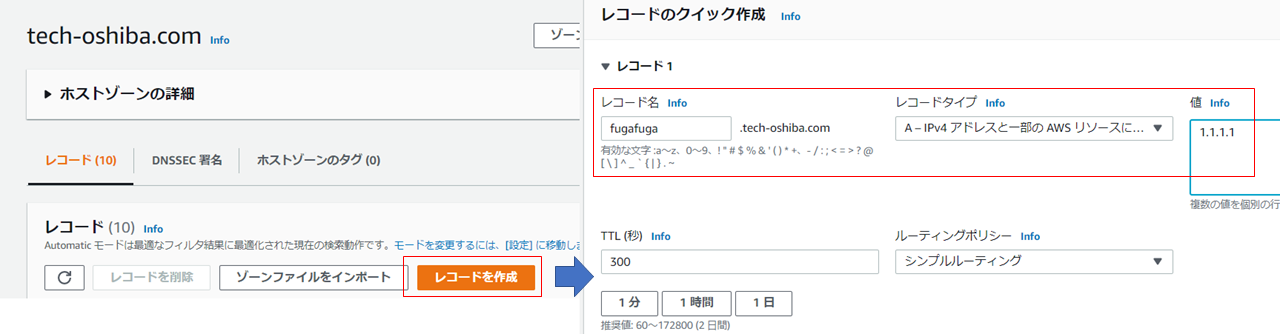 tech-oshiba.com Info
ゾーン
▶ ホストゾーンの詳細
レコード (10)
DNSSEC 署名
ホストゾーンのタグ (0)
レコード (10) Info
Automatic モードは最適なフィルタ結果に最適化された現在の検索動作です。モードを変更するには、[設定] に移動しま
レコードを削除
ゾーンファイルをインポート
レコードを作成
レコードのクイック作成 Info
▼ レコード 1
レコード名 Info
fugafuga
.tech-oshiba.com
有効な文字 :a～z、0～9、! " # $ % & ' ( ) * +、- / : ; < = > ? @
[ \ ] ^ _ ` { | } . ~
レコードタイプ Info
A – IPv4 アドレスと一部の AWS リソースに...
値 Info
1.1.1.1
複数の値を個別の行
TTL (秒) Info
300
1 分
1 時間
1 日
推奨値: 60～172800 (2 日間)
ルーティングポリシー Info
シンプルルーティング